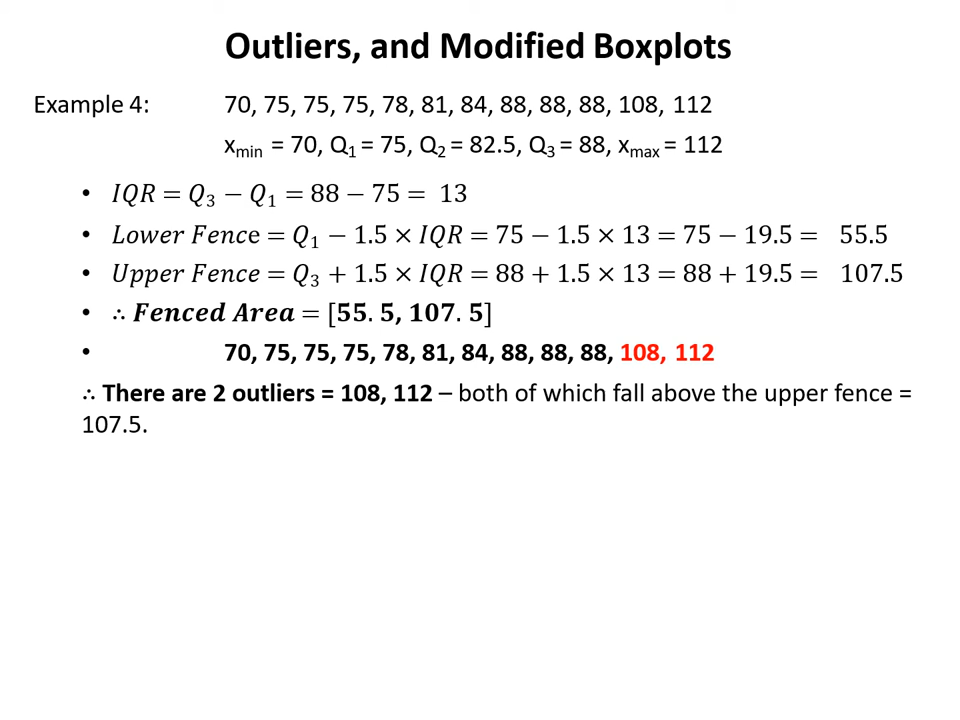 Outliers, and Modified Boxplots
Example 4: 70, 75, 75, 75, 78, 81, 84, 88, 88, 88, 108, 112
xmin = 70, Q1 = 75, Q2 = 82.5, Q3 = 88, xmax = 112
• IQR = Q3 − Q1 = 88 − 75 = 13
• Lower Fence = Q1 − 1.5 × IQR = 75 − 1.5 × 13 = 75 − 19.5 = 55.5
• Upper Fence = Q3 + 1.5 × IQR = 88 + 1.5 × 13 = 88 + 19.5 = 107.5
• ∴ Fenced Area = [55.5, 107.5]
• 70, 75, 75, 75, 78, 81, 84, 88, 88, 88, 108, 112
∴ There are 2 outliers = 108, 112 – both of which fall above the upper fence =
107.5.